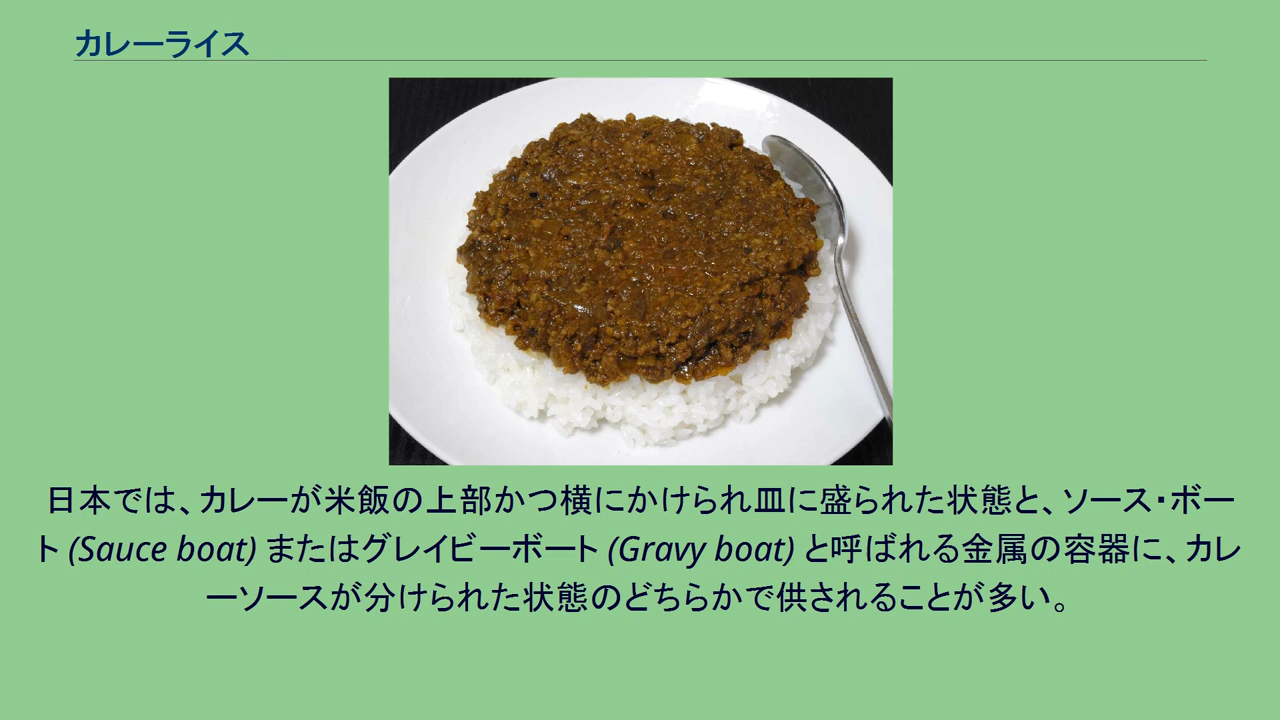 カレーライス
日本では、カレーが米飯の上部かつ横にかけられ皿に盛られた状態と、ソース・ボー
ト (Sauce boat) またはグレイビーボート (Gravy boat) と呼ばれる金属の容器に、カレ
ーソースが分けられた状態のどちらかで供されることが多い。